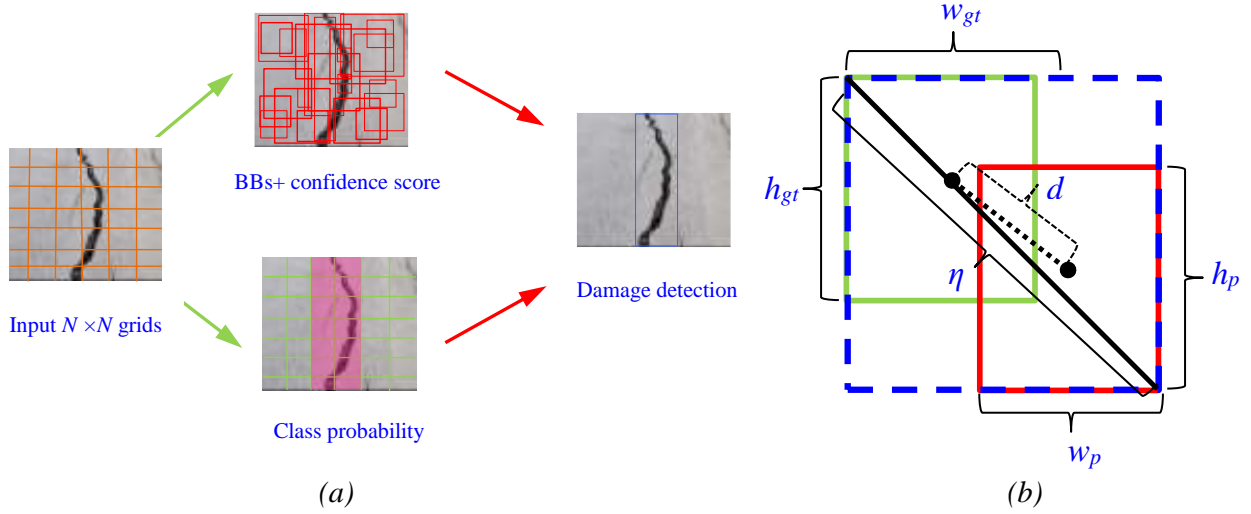 BBs+ confidence score
Input N ×N grids
Class probability
Damage detection
(a)
w_gt
h_gt
d
η
h_p
w_p
(b)